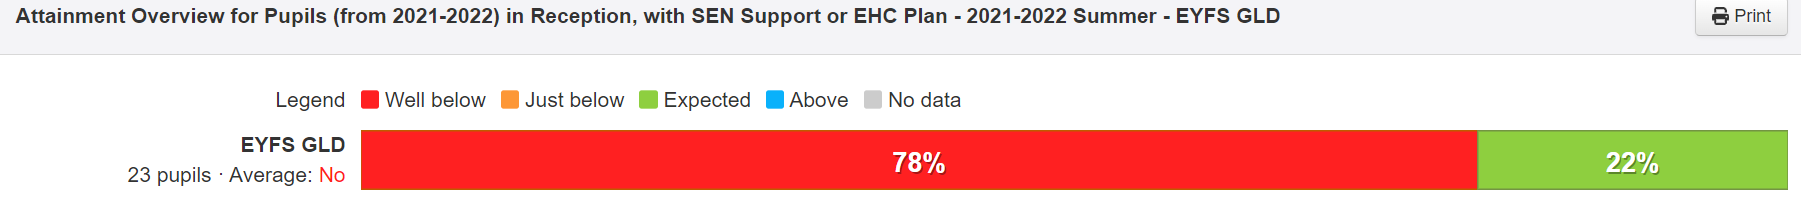 Attainment Overview for Pupils (from 2021-2022) in Reception, with SEN Support or EHC Plan - 2021-2022 Summer - EYFS GLD
Print
Legend Well below Just below Expected Above No data
EYFS GLD
23 pupils · Average: No
78% 22%